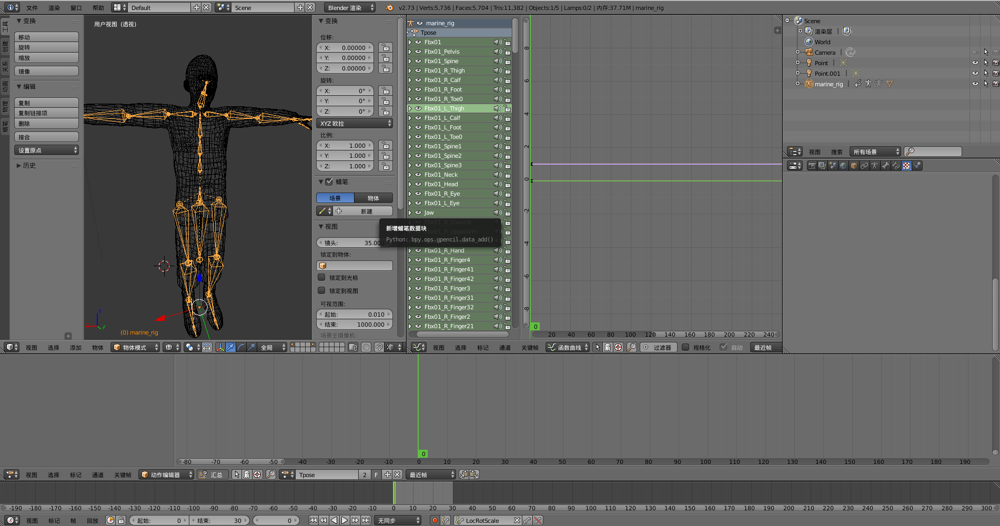 文件 渲染 窗口 帮助 Default Scene Blender 渲染 v2.73 | Verts:5,736 | Faces:5,704 | Tris:11,382 | Objects:1/5 | Lamps:0/2 | 内存:37.71M | marine_rig
工具
创建
关系
动画
物理
蜡笔
变换
移动
旋转
缩放
镜像
编辑
复制
复制链接项
删除
接合
设置原点
历史
用户视图 (透视)
(0) marine_rig
z
y
变换
位移:
X: 0.00000
Y: 0.00000
Z: 0.00000
旋转:
X: 0°
Y: 0°
Z: 0°
XYZ 欧拉
比例:
X: 1.000
Y: 1.000
Z: 1.000
蜡笔
场景 物体
新建
视图
镜头: 35.000
锁定到物体:
锁定到光标
锁定到视图
可视范围:
起始: 0.010
结束: 1000.000
场景主摄像机:
新增蜡笔数据块
Python: bpy.ops.gpencil.data_add()
marine_rig
Tpose
Fbx01
Fbx01_Pelvis
Fbx01_Spine
Fbx01_R_Thigh
Fbx01_R_Calf
Fbx01_R_Foot
Fbx01_R_Toe0
Fbx01_L_Thigh
Fbx01_L_Calf
Fbx01_L_Foot
Fbx01_L_Toe0
Fbx01_Spine1
Fbx01_Spine2
Fbx01_Spine3
Fbx01_Neck
Fbx01_Head
Fbx01_R_Eye
Fbx01_L_Eye
Jaw
Fbx01_R_Clavicle
Fbx01_R_UpperArm
Fbx01_R_Hand
Fbx01_R_Finger4
Fbx01_R_Finger41
Fbx01_R_Finger42
Fbx01_R_Finger3
Fbx01_R_Finger31
Fbx01_R_Finger32
Fbx01_R_Finger2
Fbx01_R_Finger21
8
6
4
2
0
-2
-4
-6
-8
0
20 40 60 80 100 120 140 160 180 200 220 240
Scene
渲染层
World
Camera
Point
Point.001
marine_rig
视图 搜索 所有场景
视图 选择 添加 物体 物体模式 全局
视图 选择 标记 通道 关键帧 函数曲线 过滤器 规格化 自动 最近帧
0
-80 -70 -60 -50 -40 -30 -20 -10 0 10 20 30 40 50 60 70 80 90 100 110 120 130 140 150 160 170 180 190
视图 选择 标记 通道 关键帧 动作编辑器 汇总 Tpose 2 F 最近帧
-190 -180 -170 -160 -150 -140 -130 -120 -110 -100 -90 -80 -70 -60 -50 -40 -30 -20 -10 0 10 20 30 40 50 60 70 80 90 100 110 120 130 140 150 160 170 180 190 200 210 220 230 240 250 260 270 280 290 300
视图 标记 帧 回放 起始: 0 结束: 30 0 无同步 LocRotScale